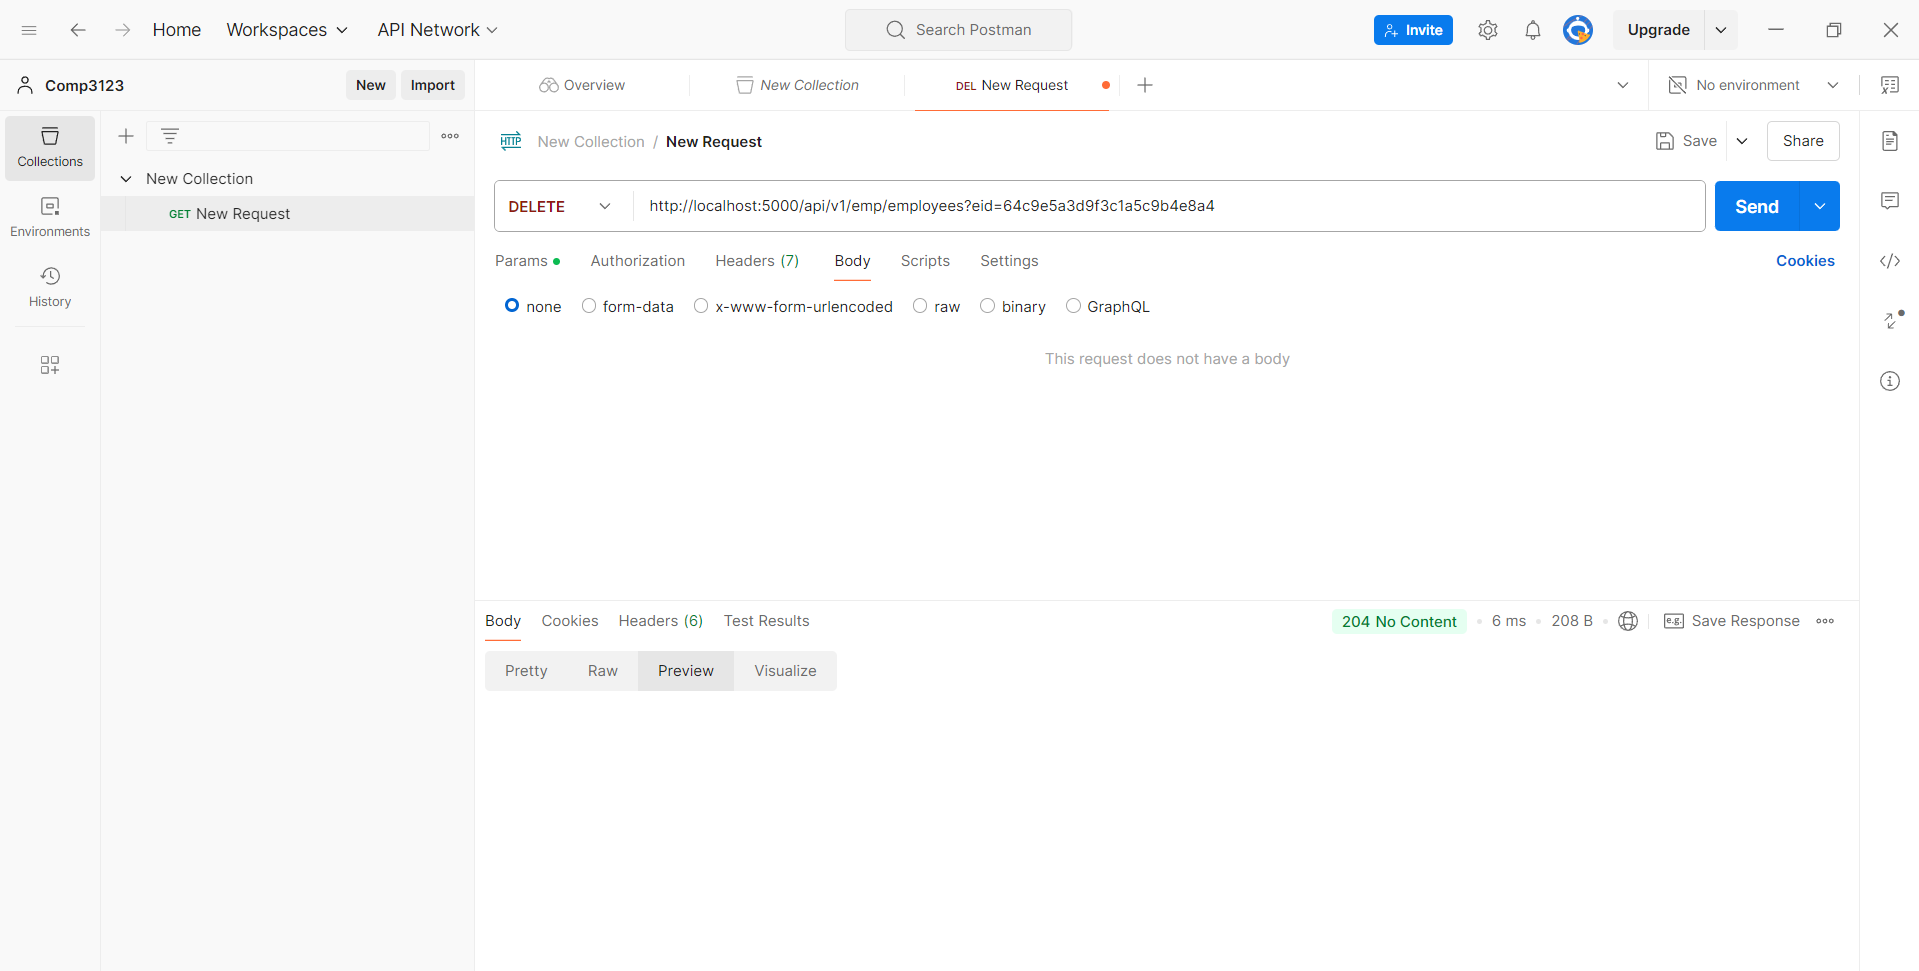 Home Workspaces API Network Search Postman Invite Upgrade
Comp3123 New Import Overview New Collection DEL New Request No environment
Collections
Environments
History
New Collection
GET New Request
HTTP New Collection / New Request Save Share
DELETE http://localhost:5000/api/v1/emp/employees?eid=64c9e5a3d9f3c1a5c9b4e8a4 Send
Params Authorization Headers (7) Body Scripts Settings Cookies
none form-data x-www-form-urlencoded raw binary GraphQL
This request does not have a body
Body Cookies Headers (6) Test Results 204 No Content 6 ms 208 B e.g. Save Response
Pretty Raw Preview Visualize